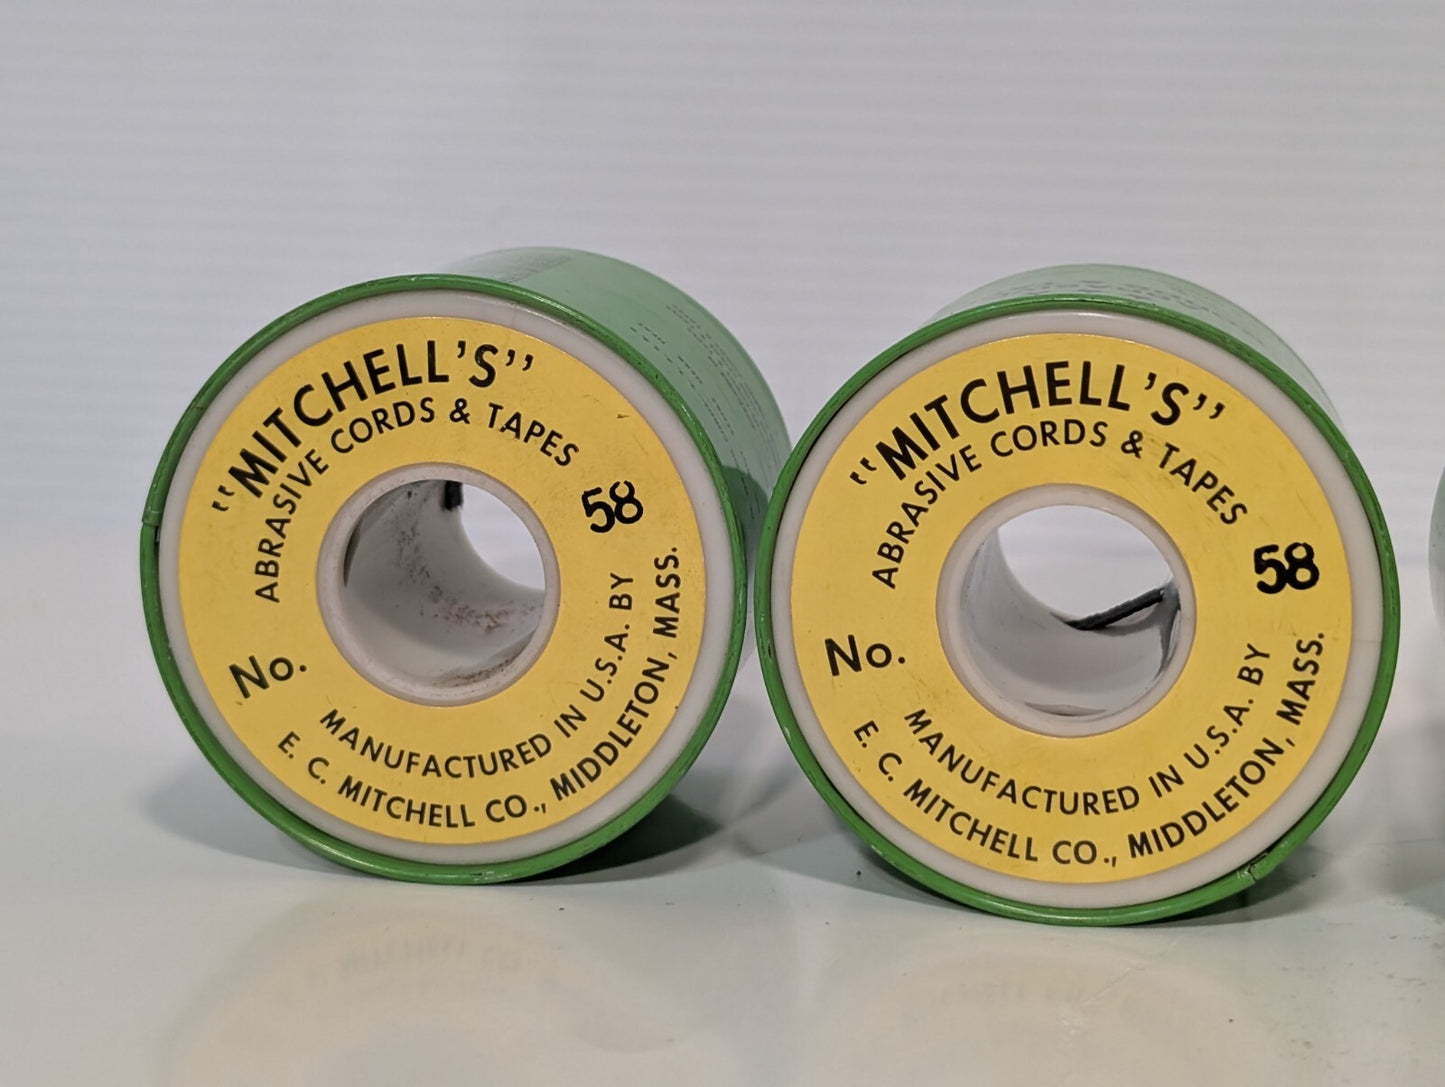 "MITCHELL'S"
ABRASIVE CORDS & TAPES
No. 58
MANUFACTURED IN U.S.A. BY
E. C. MITCHELL CO., MIDDLETON, MASS.
"MITCHELL'S"
ABRASIVE CORDS & TAPES
No. 58
MANUFACTURED IN U.S.A. BY
E. C. MITCHELL CO., MIDDLETON, MASS.